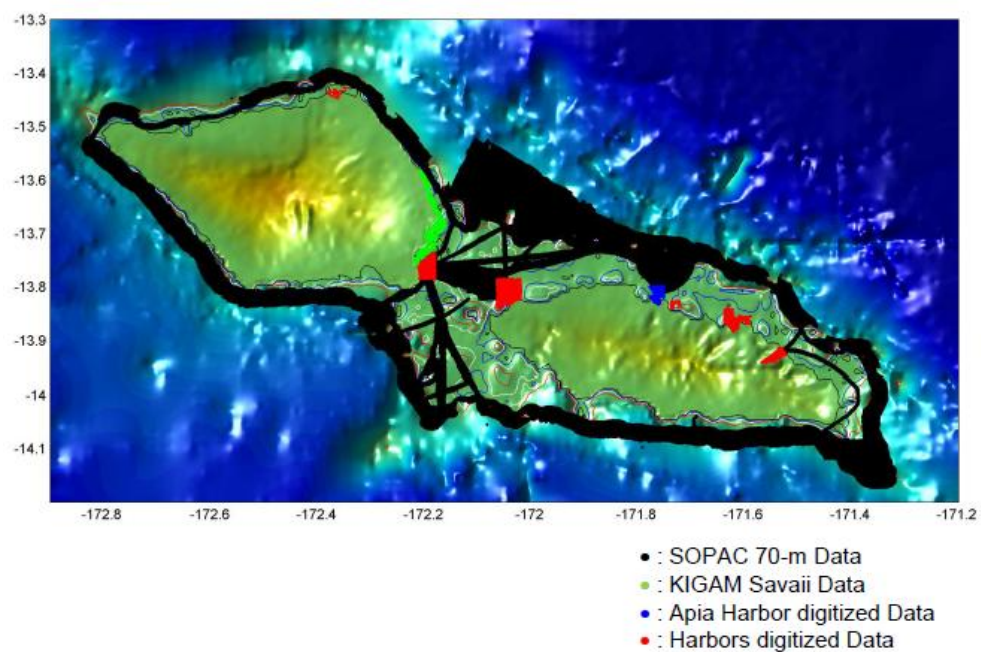 -13.3
-13.4
-13.5
-13.6
-13.7
-13.8
-13.9
-14
-14.1
-172.8 -172.6 -172.4 -172.2 -172 -171.8 -171.6 -171.4 -171.2
• : SOPAC 70-m Data
• : KIGAM Savaii Data
• : Apia Harbor digitized Data
• : Harbors digitized Data